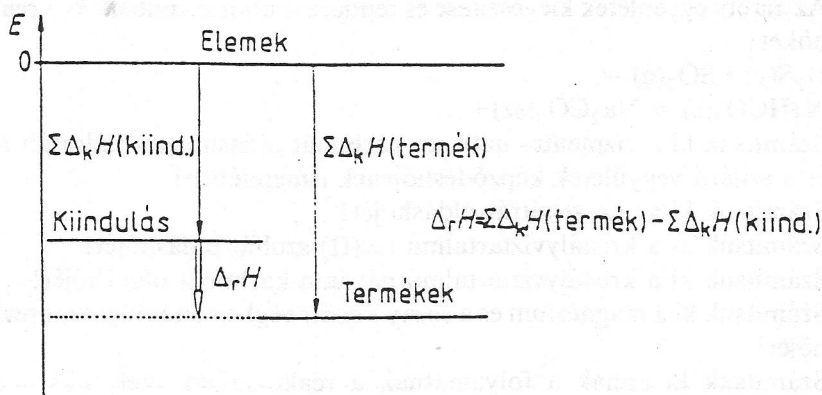 E
Elemek
0
ΣΔₖH(kiind.)
ΣΔₖH(termék)
Kiindulás
ΔᵣH=ΣΔₖH(termék)−ΣΔₖH(kiind.)
ΔᵣH
Termékek